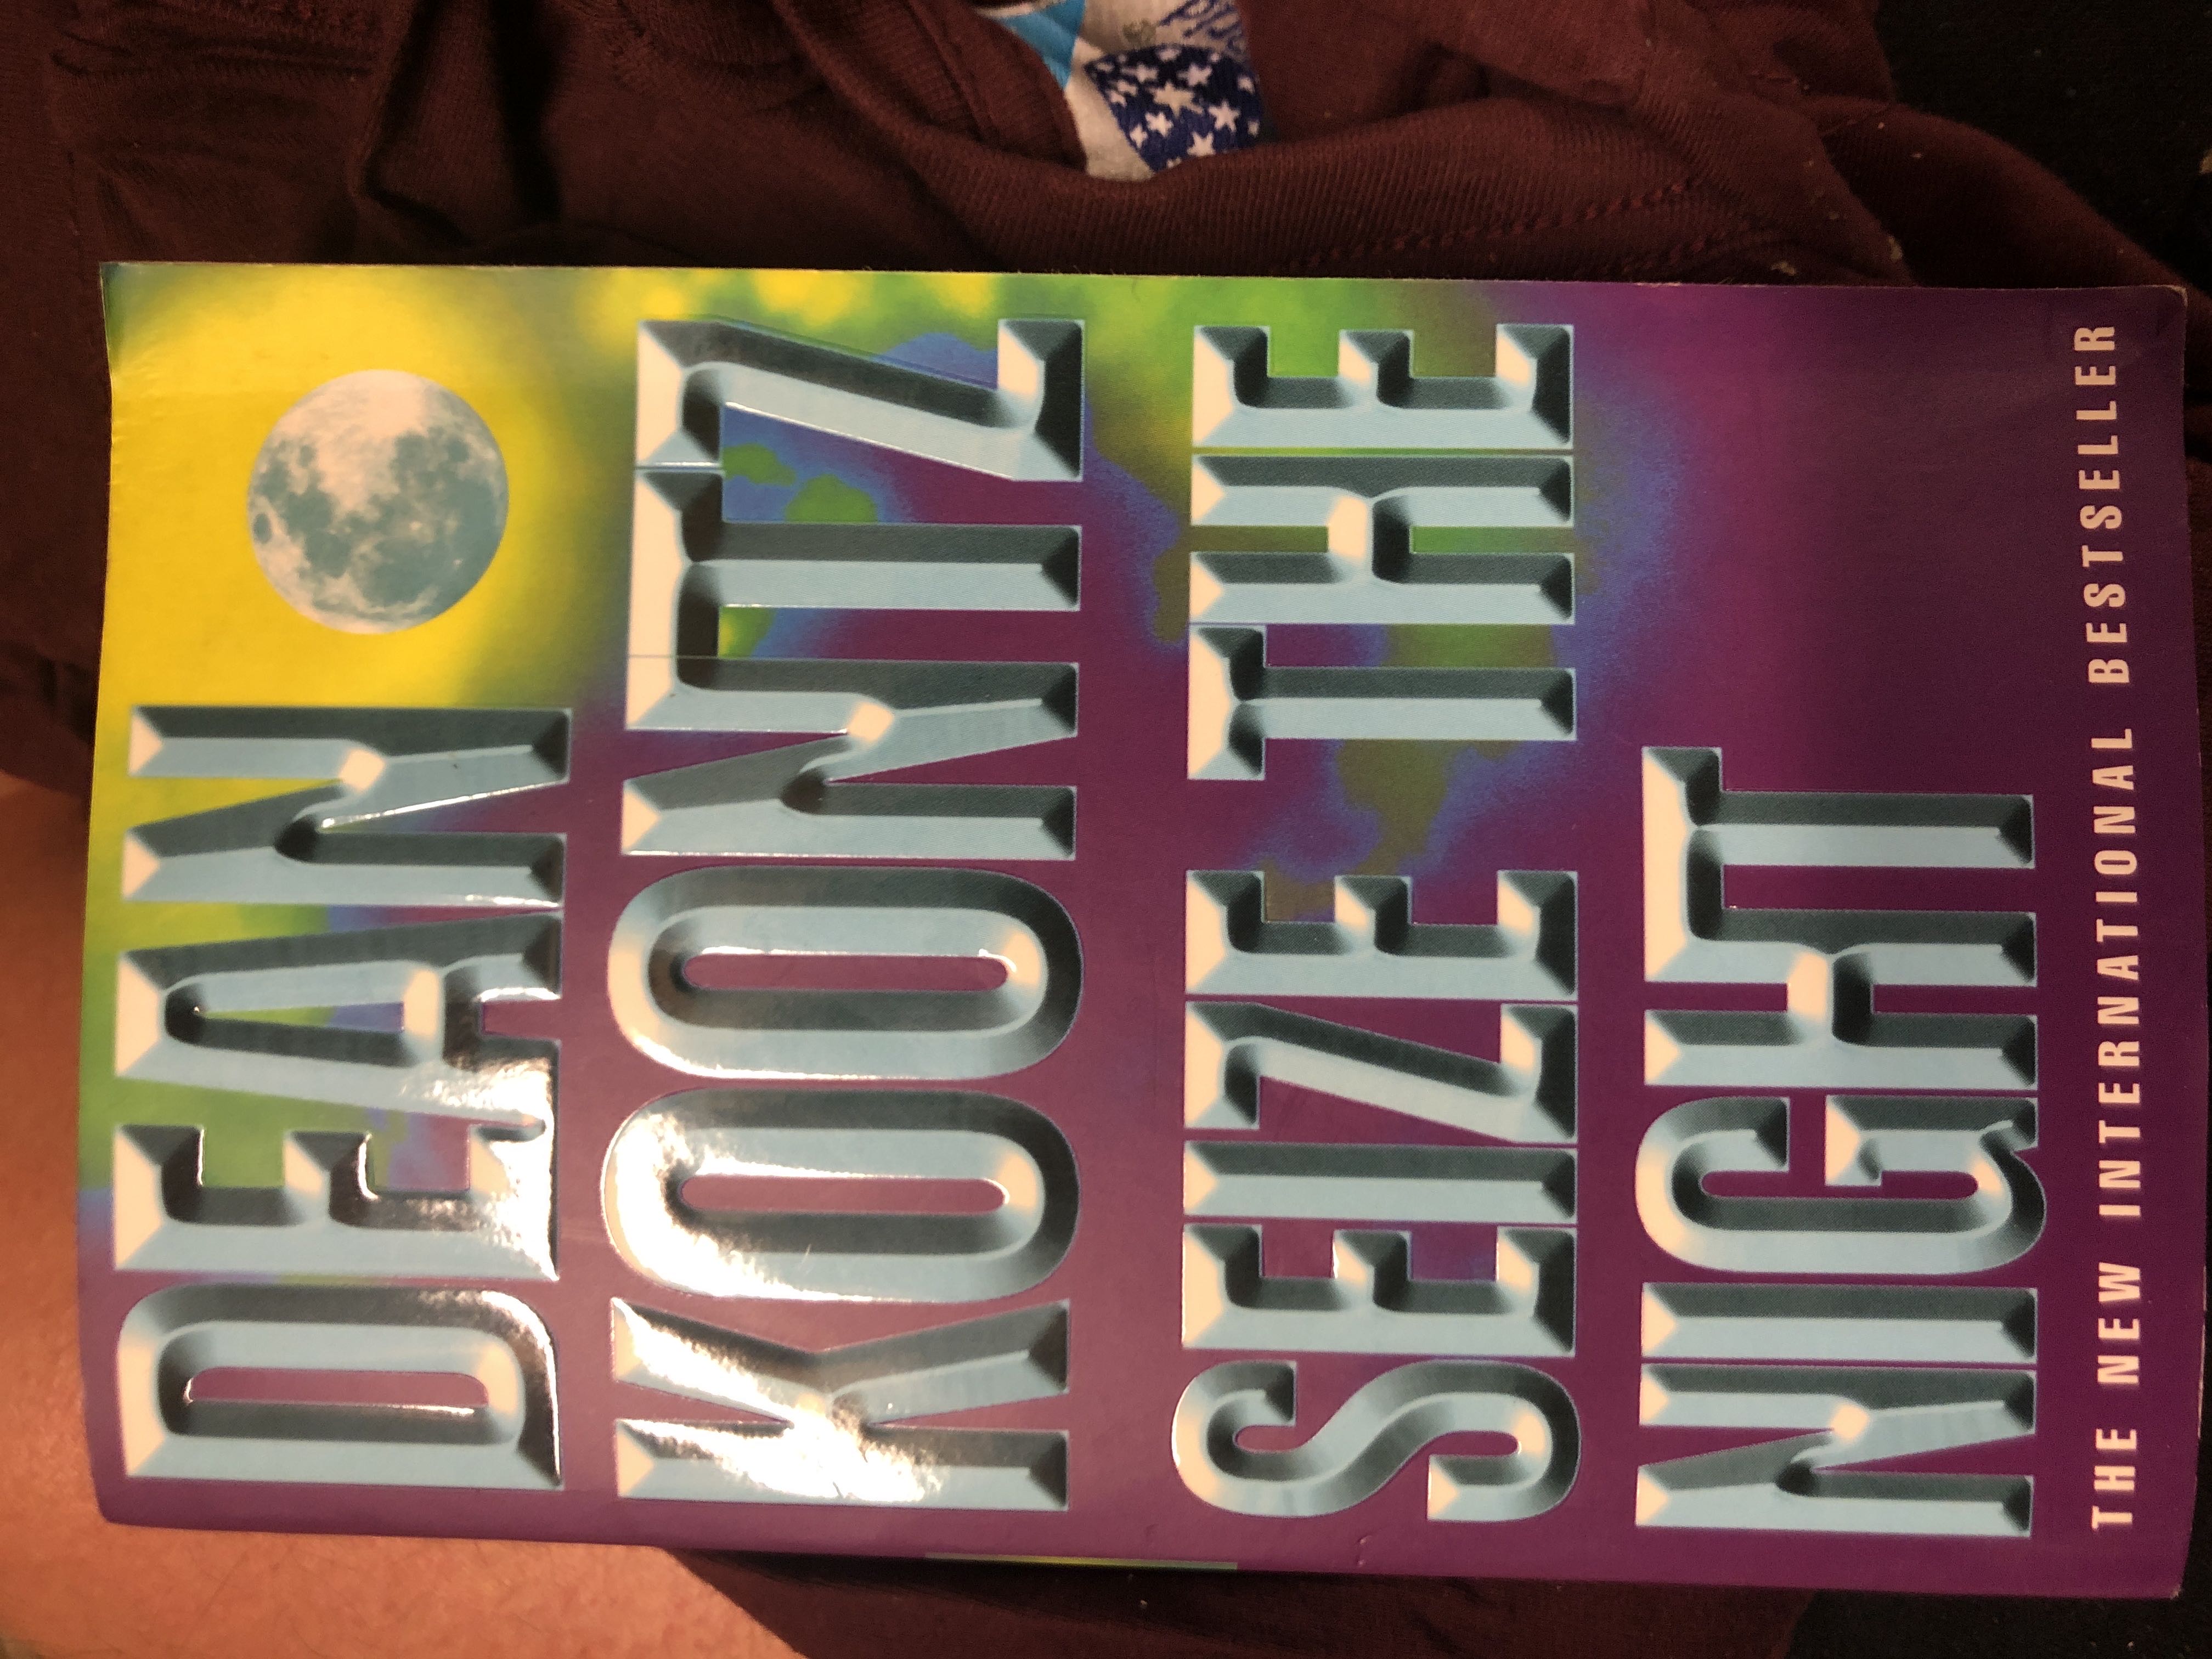 DEAN
KOONTZ
SEIZE THE
NIGHT
THE NEW INTERNATIONAL BESTSELLER